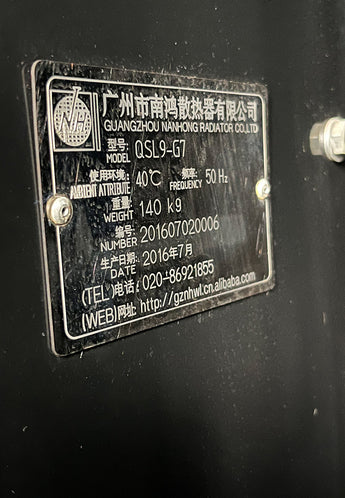 NH
广州市南鸿散热器有限公司
GUANGZHOU NANHONG RADIATOR CO.,LTD
型号: MODEL QSL9-G7
使用环境: AMBIENT ATTRIBUTE 40℃ 频率: FREQUENCY 50 Hz
重量: WEIGHT 140 kg
编号: NUMBER 201607020006
生产日期: DATE 2016年7月
(TEL)电话: 020-86921855
(WEB)网址: http://gznhwl.cn.alibaba.com